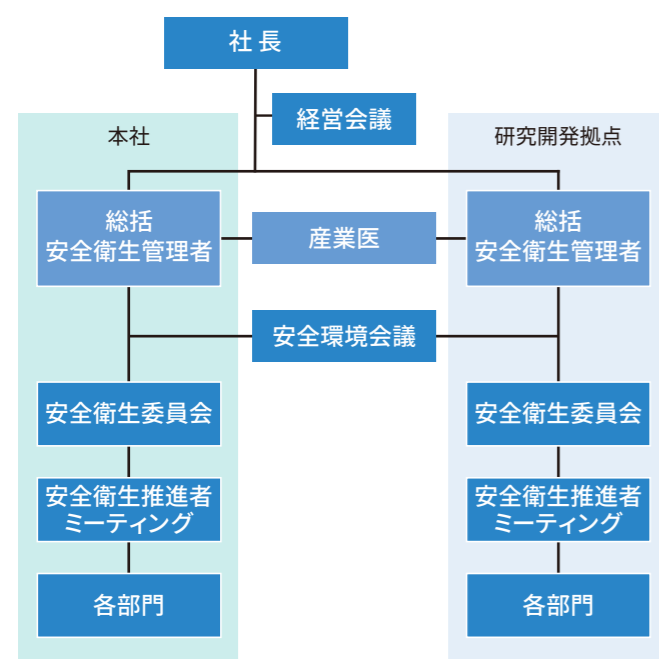 社長
経営会議
本社
研究開発拠点
総括
安全衛生管理者
産業医
総括
安全衛生管理者
安全環境会議
安全衛生委員会
安全衛生委員会
安全衛生推進者
ミーティング
安全衛生推進者
ミーティング
各部門
各部門